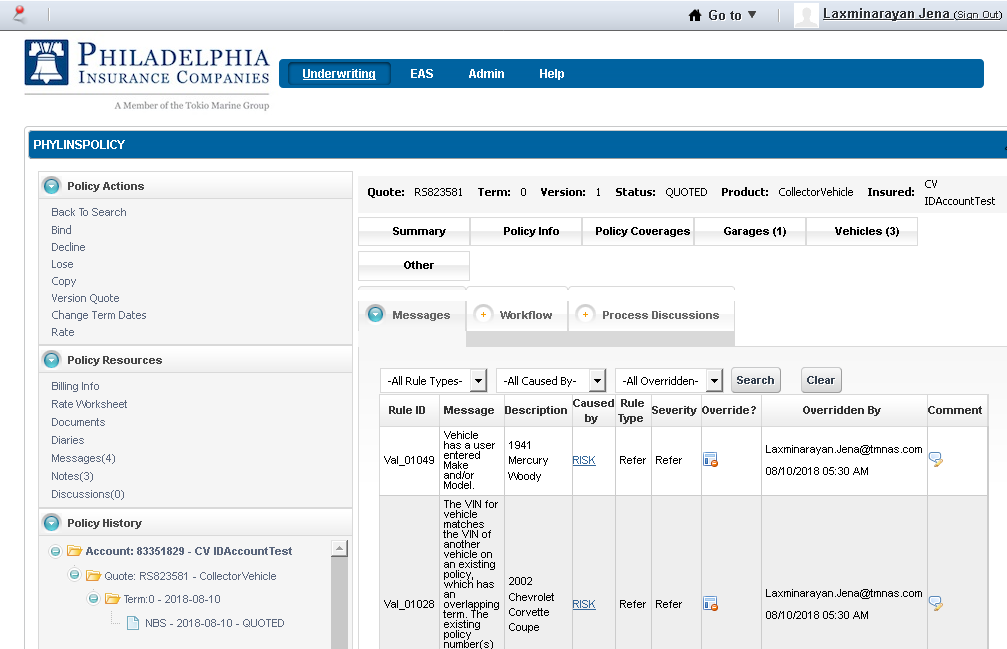 Go to ▼ Laxminarayan Jena (Sign Out)
PHILADELPHIA
INSURANCE COMPANIES
A Member of the Tokio Marine Group
Underwriting EAS Admin Help
PHYLINSPOLICY
Policy Actions
Back To Search
Bind
Decline
Lose
Copy
Version Quote
Change Term Dates
Rate
Policy Resources
Billing Info
Rate Worksheet
Documents
Diaries
Messages(4)
Notes(3)
Discussions(0)
Policy History
Account: 83351829 - CV IDAccountTest
Quote: RS823581 - CollectorVehicle
Term:0 - 2018-08-10
NBS - 2018-08-10 - QUOTED
Quote: RS823581 Term: 0 Version: 1 Status: QUOTED Product: CollectorVehicle Insured: CV
IDAccountTest
Summary Policy Info Policy Coverages Garages (1) Vehicles (3)
Other
Messages Workflow Process Discussions
-All Rule Types- -All Caused By- -All Overridden- Search Clear
Rule ID Message Description Caused by Rule Type Severity Override? Overridden By Comment
Val_01049
Vehicle
has a user
entered
Make
and/or
Model.
1941
Mercury
Woody
RISK
Refer
Refer
Laxminarayan.Jena@tmnas.com
08/10/2018 05:30 AM
Val_01028
The VIN for
vehicle
matches
the VIN of
another
vehicle on
an existing
policy,
which has
an
overlapping
term. The
existing
policy
number(s)
2002
Chevrolet
Corvette
Coupe
RISK
Refer
Refer
Laxminarayan.Jena@tmnas.com
08/10/2018 05:30 AM